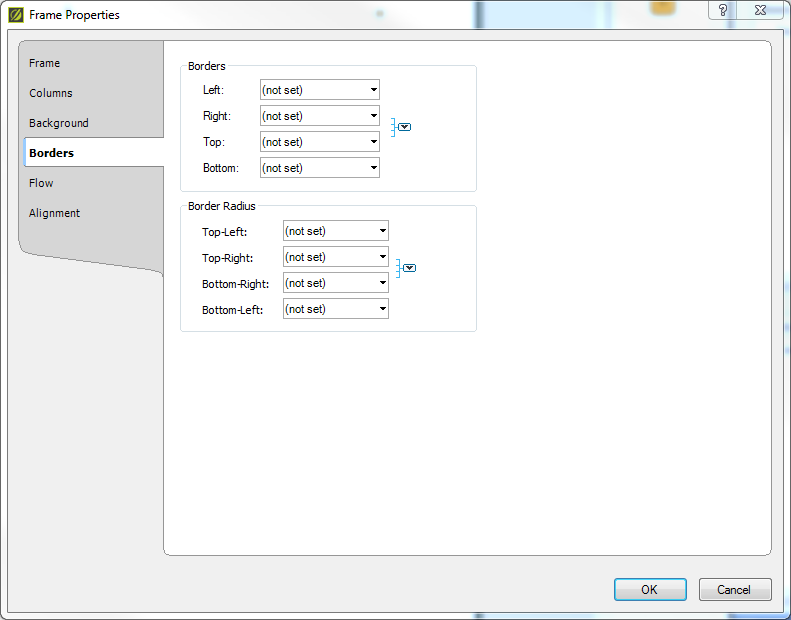 Frame Properties
?
Frame
Columns
Background
Borders
Flow
Alignment
Borders
Left: (not set)
Right: (not set)
Top: (not set)
Bottom: (not set)
Border Radius
Top-Left: (not set)
Top-Right: (not set)
Bottom-Right: (not set)
Bottom-Left: (not set)
OK Cancel